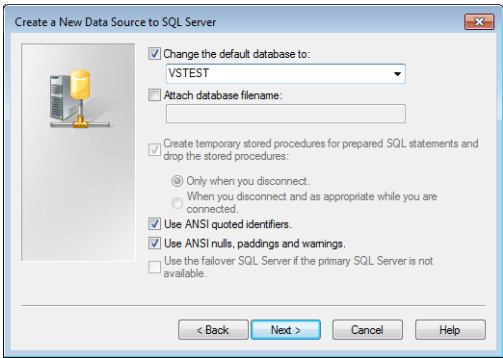 Create a New Data Source to SQL Server
Change the default database to:
VSTEST
Attach database filename:
Create temporary stored procedures for prepared SQL statements and
drop the stored procedures:
Only when you disconnect.
When you disconnect and as appropriate while you are
connected.
Use ANSI quoted identifiers.
Use ANSI nulls, paddings and warnings.
Use the failover SQL Server if the primary SQL Server is not
available.
< Back Next > Cancel Help